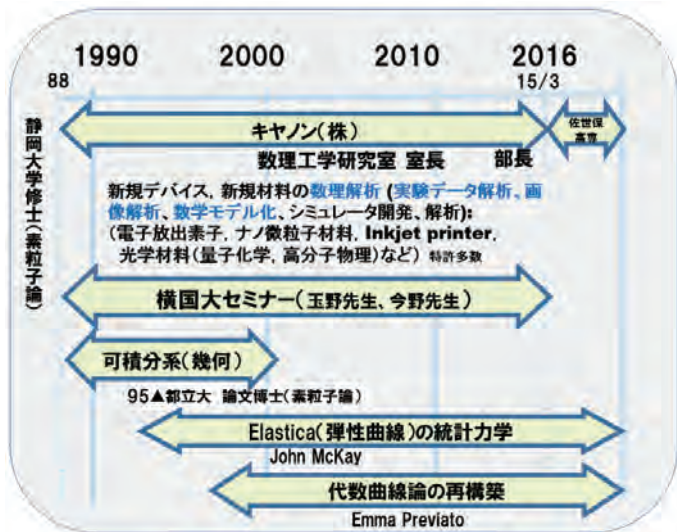 1990 2000 2010 2016
88 15/3
静岡大学修士(素粒子論)
キヤノン(株)
佐世保
高専
数理工学研究室 室長 部長
新規デバイス, 新規材料の数理解析 (実験データ解析、画
像解析、数学モデル化、シミュレータ開発、解析):
(電子放出素子, ナノ微粒子材料, Inkjet printer,
光学材料(量子化学, 高分子物理)など) 特許多数
横国大セミナー(玉野先生、今野先生)
可積分系(幾何)
95▲都立大 論文博士(素粒子論)
Elastica(弾性曲線)の統計力学
John McKay
代数曲線論の再構築
Emma Previato